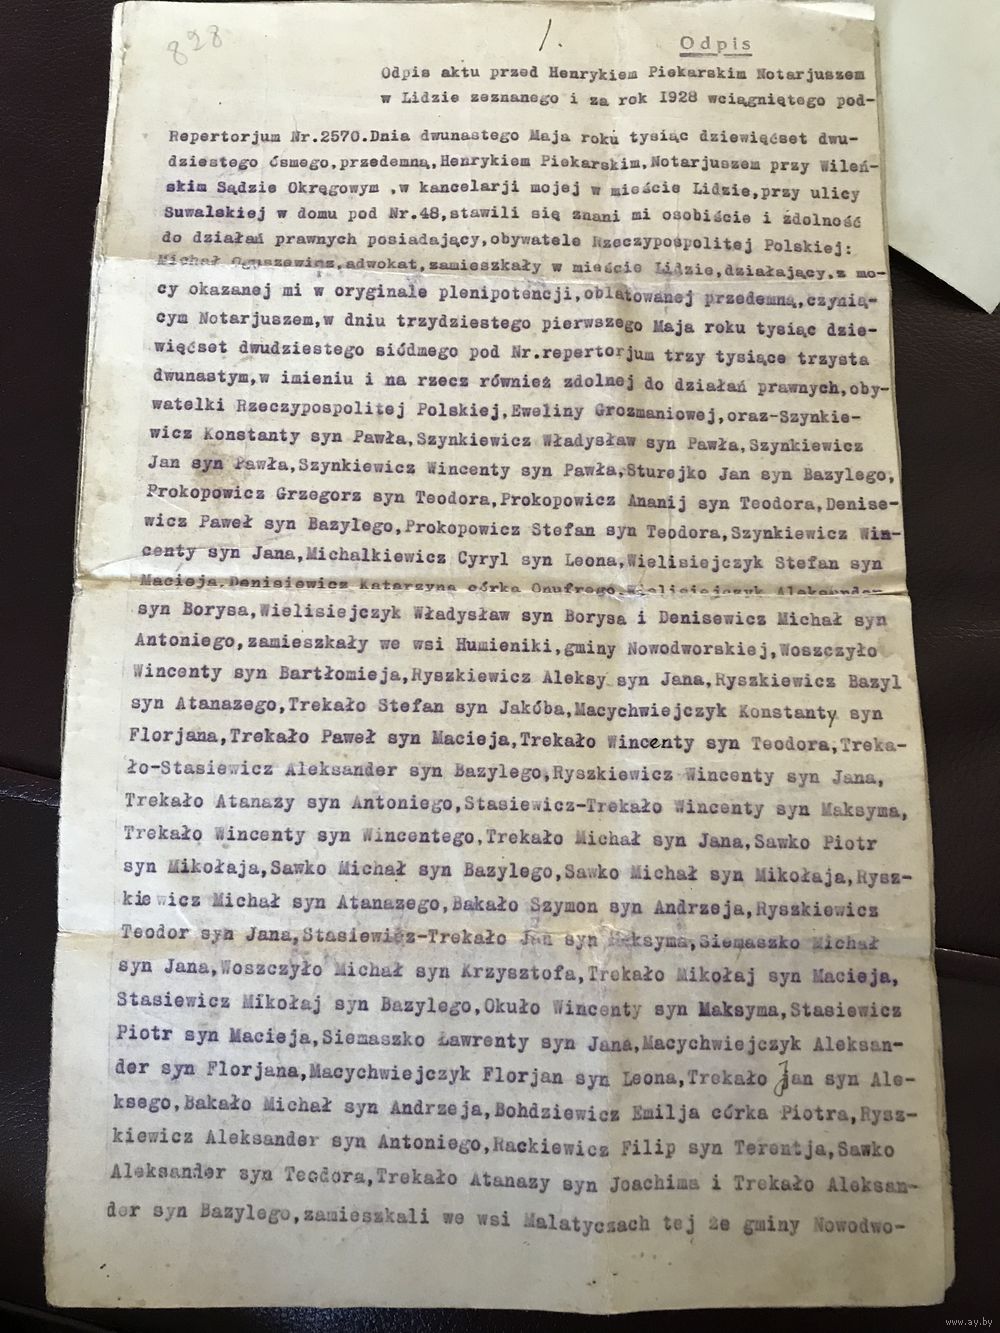 828
1.
Odpis
Odpis aktu przed Henrykiem Piekarskim Notarjuszem
w Lidzie zeznanego i za rok 1928 wciągniętego pod-
Repertorjum Nr.2570.Dnia dwunastego Maja roku tysiąc dziewięćset dwu-
dziestego ósmego,przedemną,Henrykiem Piekarskim,Notarjuszem przy Wileń-
skim Sądzie Okręgowym ,w kancelarji mojej w mieście Lidzie,przy ulicy
Suwalskiej w domu pod Nr.48,stawili się znani mi osobiście i zdolność
do działań prawnych posiadający,obywatele Rzeczypospolitej Polskiej:
Michał Oguszewicz,adwokat,zamieszkały w mieście Lidzie,działający,z mo-
cy okazanej mi w oryginale plenipotencji,oblatowanej przedemną,czynią-
cym Notarjuszem,w dniu trzydziestego pierwszego Maja roku tysiąc dzie-
więćset dwudziestego siódmego pod Nr.repertorjum trzy tysiące trzysta
dwunastym,w imieniu i na rzecz również zdolnej do działań prawnych,oby-
watelki Rzeczypospolitej Polskiej,Eweliny Grozmaniowej,oraz-Szynkie-
wicz Konstanty syn Pawła,Szynkiewicz Władysław syn Pawła,Szynkiewicz
Jan syn Pawła,Szynkiewicz Wincenty syn Pawła,Sturejko Jan syn Bazylego,
Prokopowicz Grzegorz syn Teodora,Prokopowicz Ananij syn Teodora,Denise-
wicz Paweł syn Bazylego,Prokopowicz Stefan syn Teodora,Szynkiewicz Win-
centy syn Jana,Michalkiewicz Cyryl syn Leona,Wielisiejczyk Stefan syn
Macieja,Denisiewicz Katarzyna córka Onufrego,Wielisiejczyk Aleksander
syn Borysa,Wielisiejczyk Władysław syn Borysa i Denisewicz Michał syn
Antoniego,zamieszkały we wsi Humieniki,gminy Nowodworskiej,Woszczyło
Wincenty syn Bartłomieja,Ryszkiewicz Aleksy syn Jana,Ryszkiewicz Bazyl
syn Atanazego,Trekało Stefan syn Jakóba,Macychwiejczyk Konstanty syn
Florjana,Trekało Paweł syn Macieja,Trekało Wincenty syn Teodora,Treka-
ło-Stasiewicz Aleksander syn Bazylego,Ryszkiewicz Wincenty syn Jana,
Trekało Atanazy syn Antoniego,Stasiewicz-Trekało Wincenty syn Maksyma,
Trekało Wincenty syn Wincentego,Trekało Michał syn Jana,Sawko Piotr
syn Mikołaja,Sawko Michał syn Bazylego,Sawko Michał syn Mikołaja,Rysz-
kiewicz Michał syn Atanazego,Bakało Szymon syn Andrzeja,Ryszkiewicz
Teodor syn Jana,Stasiewicz-Trekało Jan syn Maksyma,Siemaszko Michał
syn Jana,Woszczyło Michał syn Krzysztofa,Trekało Mikołaj syn Macieja,
Stasiewicz Mikołaj syn Bazylego,Okuło Wincenty syn Maksyma,Stasiewicz
Piotr syn Macieja,Siemaszko Ławrenty syn Jana,Macychwiejczyk Aleksan-
der syn Florjana,Macychwiejczyk Florjan syn Leona,Trekało Jan syn Ale-
ksego,Bakało Michał syn Andrzeja,Bohdziewicz Emilja córka Piotra,Rysz-
kiewicz Aleksander syn Antoniego,Rackiewicz Filip syn Terentja,Sawko
Aleksander syn Teodora,Trekało Atanazy syn Joachima i Trekało Aleksan-
der syn Bazylego,zamieszkali we wsi Malatyczach tej że gminy Nowodwo-
www.ay.by